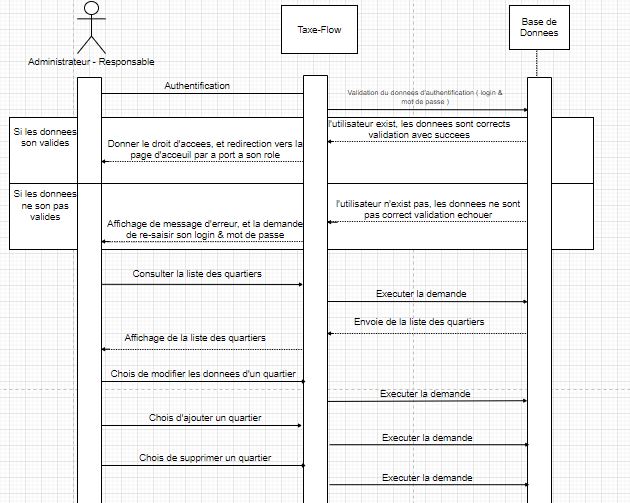 Taxe-Flow
Base de
Donnees
Administrateur - Responsable
Authentification
Validation du donnees d'authentification ( login &
mot de passe )
Si les donnees
son valides
l'utilisateur exist, les donnees sont corrects
validation avec succees
Donner le droit d'accees, et redirection vers la
page d'acceuil par a port a son role
Si les donnees
ne son pas
valides
l'utilisateur n'exist pas, les donnees ne sont
pas correct validation echouer
Affichage de message d'erreur, et la demande
de re-saisir son login & mot de passe
Consulter la liste des quartiers
Executer la demande
Envoie de la liste des quartiers
Affichage de la liste des quartiers
Chois de modifier les donnees d'un quartier
Executer la demande
Chois d'ajouter un quartier
Executer la demande
Chois de supprimer un quartier
Executer la demande